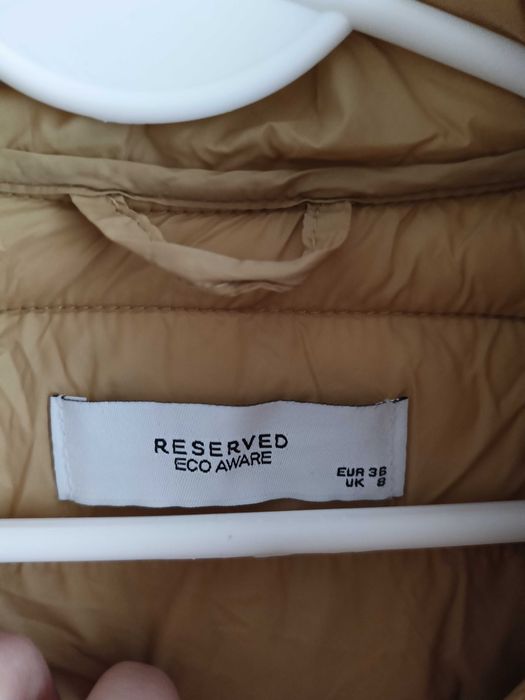 RESERVED
ECO AWARE
EUR 36
UK 8